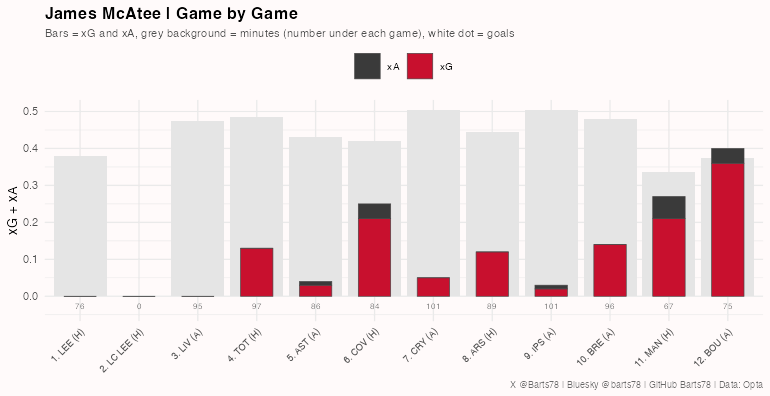 James McAtee | Game by Game
Bars = xG and xA, grey background = minutes (number under each game), white dot = goals
xA xG
xG + xA
0.5
0.4
0.3
0.2
0.1
0.0
76 0 95 97 86 84 101 89 101 96 67 75
1. LEE (H)
2. LC LEE (H)
3. LIV (A)
4. TOT (H)
5. AST (A)
6. COV (H)
7. CRY (A)
8. ARS (H)
9. IPS (A)
10. BRE (A)
11. MAN (H)
12. BOU (A)
X @Barts78 | Bluesky @barts78 | GitHub Barts78 | Data: Opta